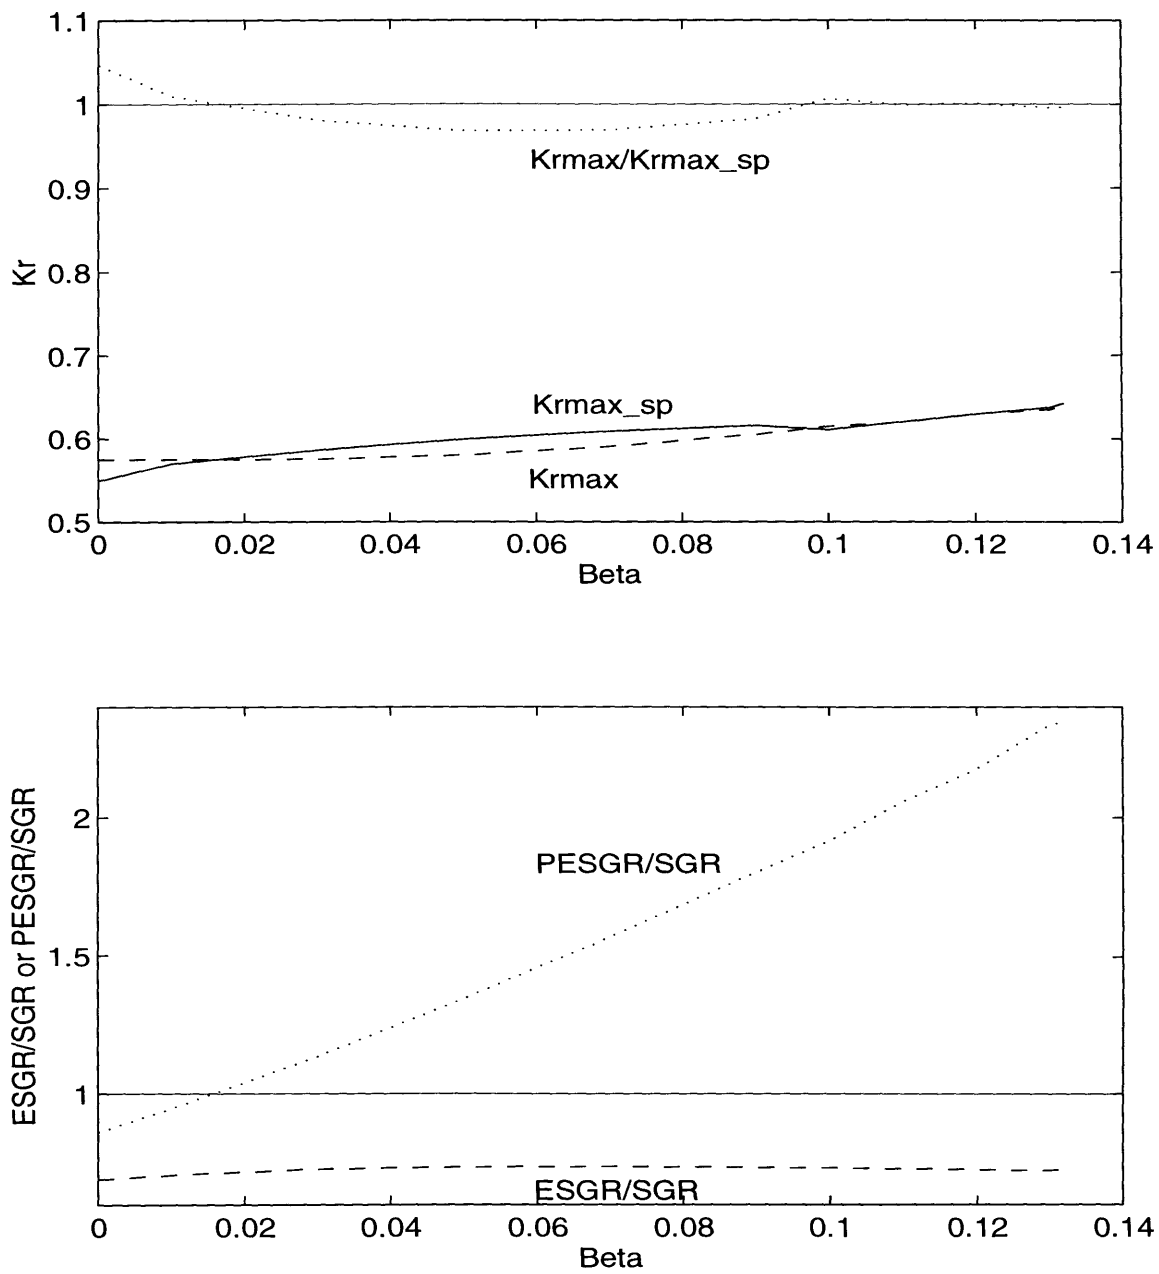 1.1
1
Krmax/Krmax_sp
0.9
Kr
0.8
0.7
Krmax_sp
0.6
Krmax
0.5
0 0.02 0.04 0.06 0.08 0.1 0.12 0.14
Beta
ESGR/SGR or PESGR/SGR
2
PESGR/SGR
1.5
1
ESGR/SGR
0 0.02 0.04 0.06 0.08 0.1 0.12 0.14
Beta